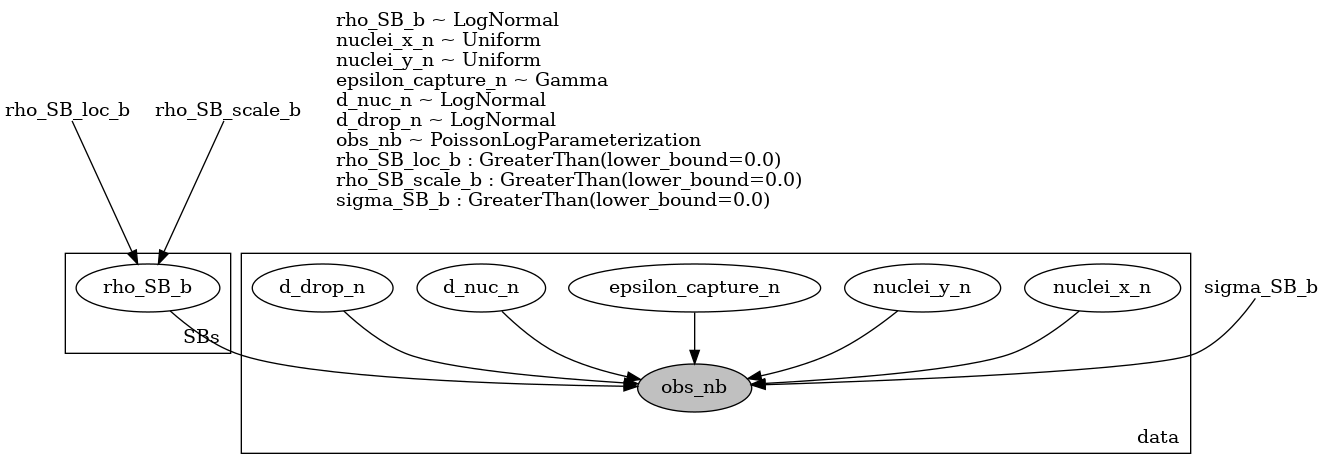 rho_SB_b ~ LogNormal
nuclei_x_n ~ Uniform
nuclei_y_n ~ Uniform
epsilon_capture_n ~ Gamma
d_nuc_n ~ LogNormal
d_drop_n ~ LogNormal
obs_nb ~ PoissonLogParameterization
rho_SB_loc_b : GreaterThan(lower_bound=0.0)
rho_SB_scale_b : GreaterThan(lower_bound=0.0)
sigma_SB_b : GreaterThan(lower_bound=0.0)
rho_SB_loc_b
rho_SB_scale_b
rho_SB_b
SBs
d_drop_n
d_nuc_n
epsilon_capture_n
nuclei_y_n
nuclei_x_n
sigma_SB_b
obs_nb
data